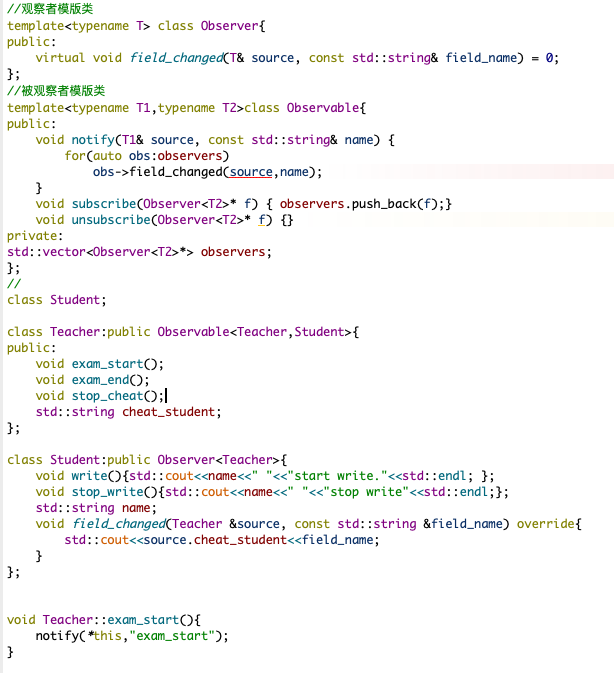 //观察者模版类
template<typename T> class Observer{
public:
    virtual void field_changed(T& source, const std::string& field_name) = 0;
};
//被观察者模版类
template<typename T1,typename T2>class Observable{
public:
    void notify(T1& source, const std::string& name) {
        for(auto obs:observers)
            obs->field_changed(source,name);
    }
    void subscribe(Observer<T2>* f) { observers.push_back(f);}
    void unsubscribe(Observer<T2>* f) {}
private:
std::vector<Observer<T2>*> observers;
};
//
class Student;

class Teacher:public Observable<Teacher,Student>{
public:
    void exam_start();
    void exam_end();
    void stop_cheat();
    std::string cheat_student;
};

class Student:public Observer<Teacher>{
    void write(){std::cout<<name<<" "<<"start write."<<std::endl; };
    void stop_write(){std::cout<<name<<" "<<"stop write"<<std::endl;};
    std::string name;
    void field_changed(Teacher &source, const std::string &field_name) override{
        std::cout<<source.cheat_student<<field_name;
    }
};


void Teacher::exam_start(){
    notify(*this,"exam_start");
}